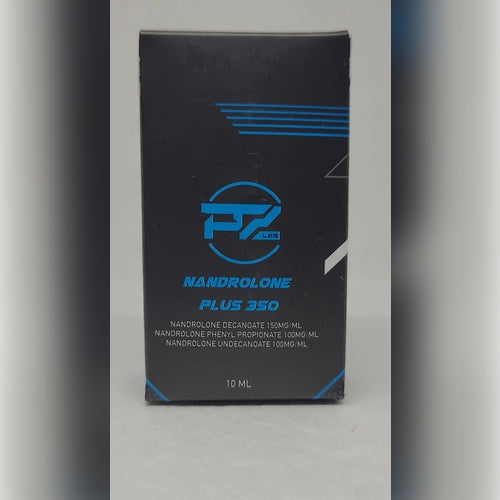 PZ
LAB
NANDROLONE
PLUS 350
NANDROLONE DECANOATE 150MG/ML
NANDROLONE PHENYL PROPIONATE 100MG/ML
NANDROLONE UNDECANOATE 100MG/ML
10 ML